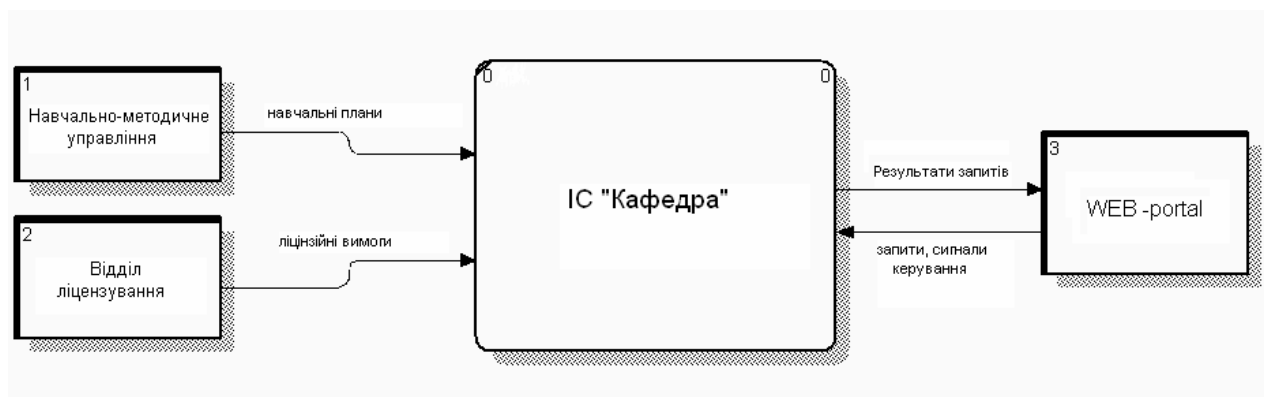 1
Навчально-методичне
управління
навчальні плани
2
Відділ
ліцензування
ліцінзійні вимоги
0
0
ІС "Кафедра"
Результати запитів
запити, сигнали
керування
3
WEB -portal